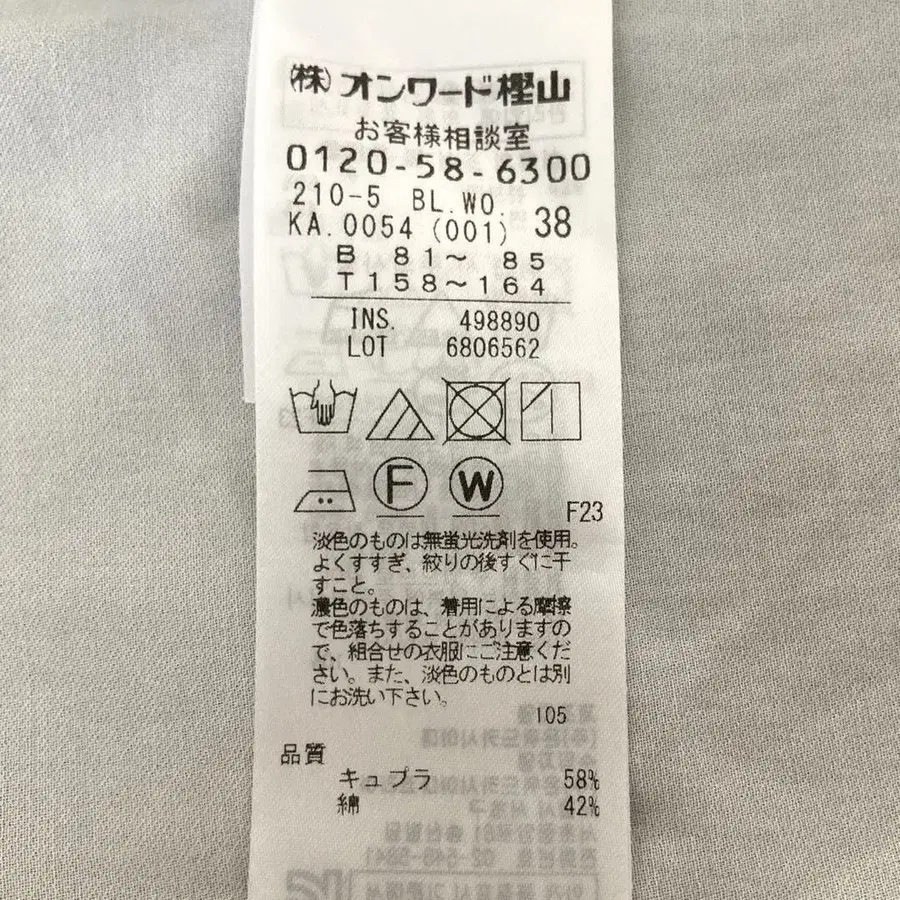 (株)オンワード樫山
お客様相談室
0120-58-6300
210-5 BL.WO.
KA.0054 (001) 38
B 81～ 85
T158～164
INS. 498890
LOT 6806562
F
W
F23
淡色のものは無蛍光洗剤を使用。
よくすすぎ、絞りの後すぐに干
すこと。
濃色のものは、着用による摩擦
で色落ちすることがありますの
で、組合せの衣服にご注意くだ
さい。また、淡色のものとは別
にお洗い下さい。
105
品質
キュプラ 58%
綿 42%